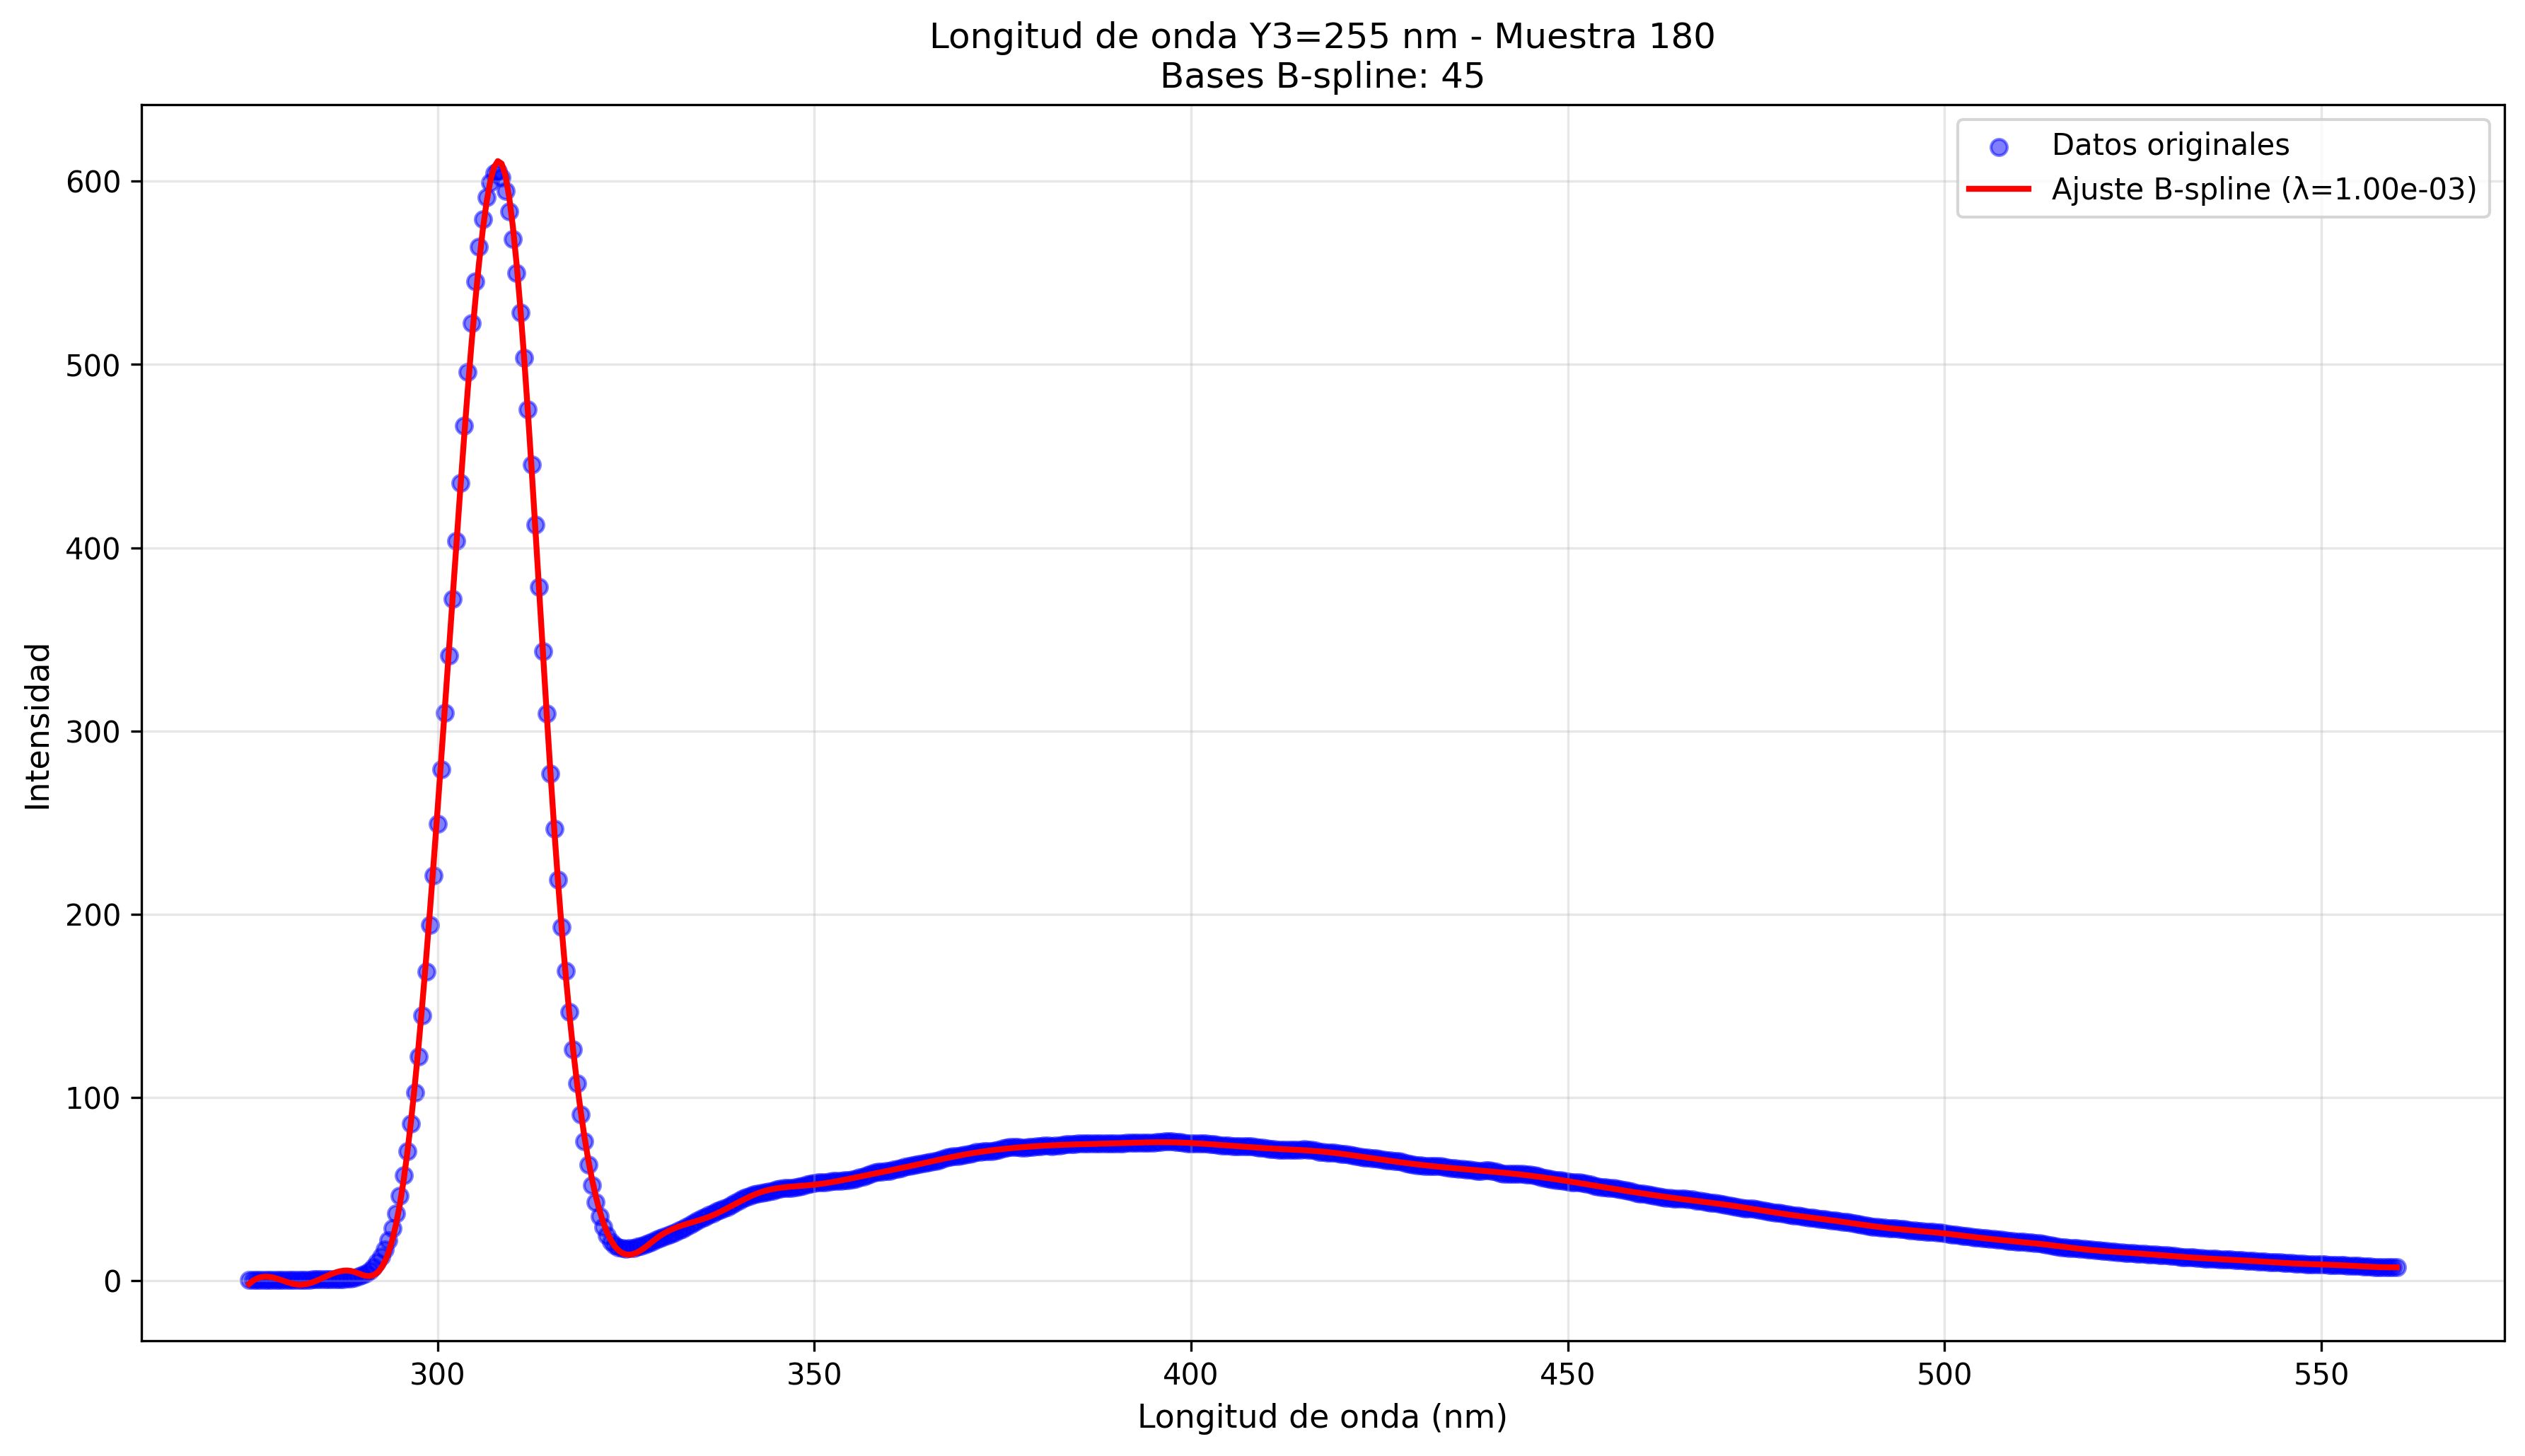 Longitud de onda Y3=255 nm - Muestra 180
Bases B-spline: 45
Datos originales
Ajuste B-spline (λ=1.00e-03)
Intensidad
600
500
400
300
200
100
0
300 350 400 450 500 550
Longitud de onda (nm)